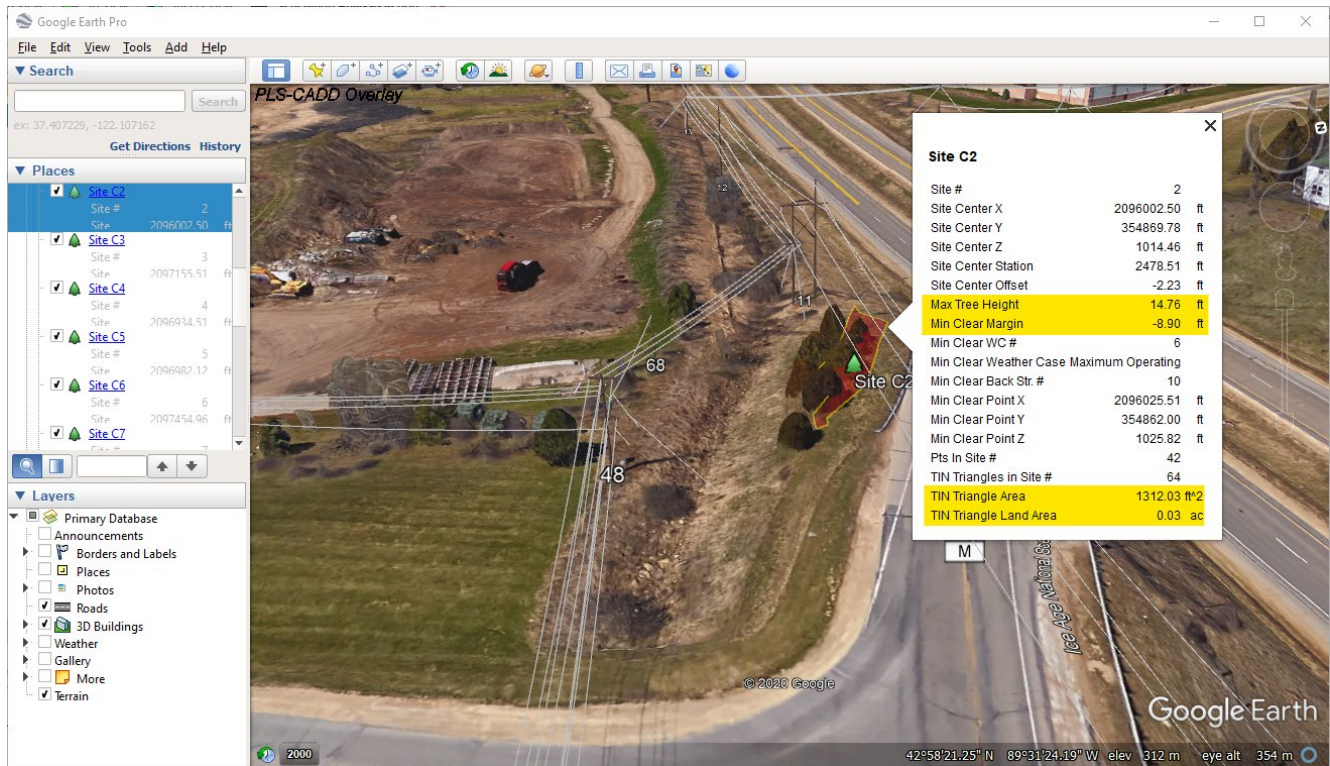 Google Earth Pro
File Edit View Tools Add Help
Search
Search
ex: 37.407229, -122.107162
Get Directions History
Places
Site C2
Site # 2
Site 2096002.50 ft
Site C3
Site # 3
Site 2097155.51 ft
Site C4
Site # 4
Site 2096934.51 ft
Site C5
Site # 5
Site 2096982.12 ft
Site C6
Site # 6
Site 2097454.96 ft
Site C7
Layers
Primary Database
Announcements
Borders and Labels
Places
Photos
Roads
3D Buildings
Weather
Gallery
More
Terrain
PLS-CADD Overlay
13
12
11
68
Site C2
48
Site C2
Site # 2
Site Center X 2096002.50 ft
Site Center Y 354869.78 ft
Site Center Z 1014.46 ft
Site Center Station 2478.51 ft
Site Center Offset -2.23 ft
Max Tree Height 14.76 ft
Min Clear Margin -8.90 ft
Min Clear WC # 6
Min Clear Weather Case Maximum Operating
Min Clear Back Str. # 10
Min Clear Point X 2096025.51 ft
Min Clear Point Y 354862.00 ft
Min Clear Point Z 1025.82 ft
Pts In Site # 42
TIN Triangles in Site # 64
TIN Triangle Area 1312.03 ft^2
TIN Triangle Land Area 0.03 ac
M
Ice Age National
© 2020 Google
Google Earth
2000
42°58'21.25" N 89°31'24.19" W elev 312 m eye alt 354 m